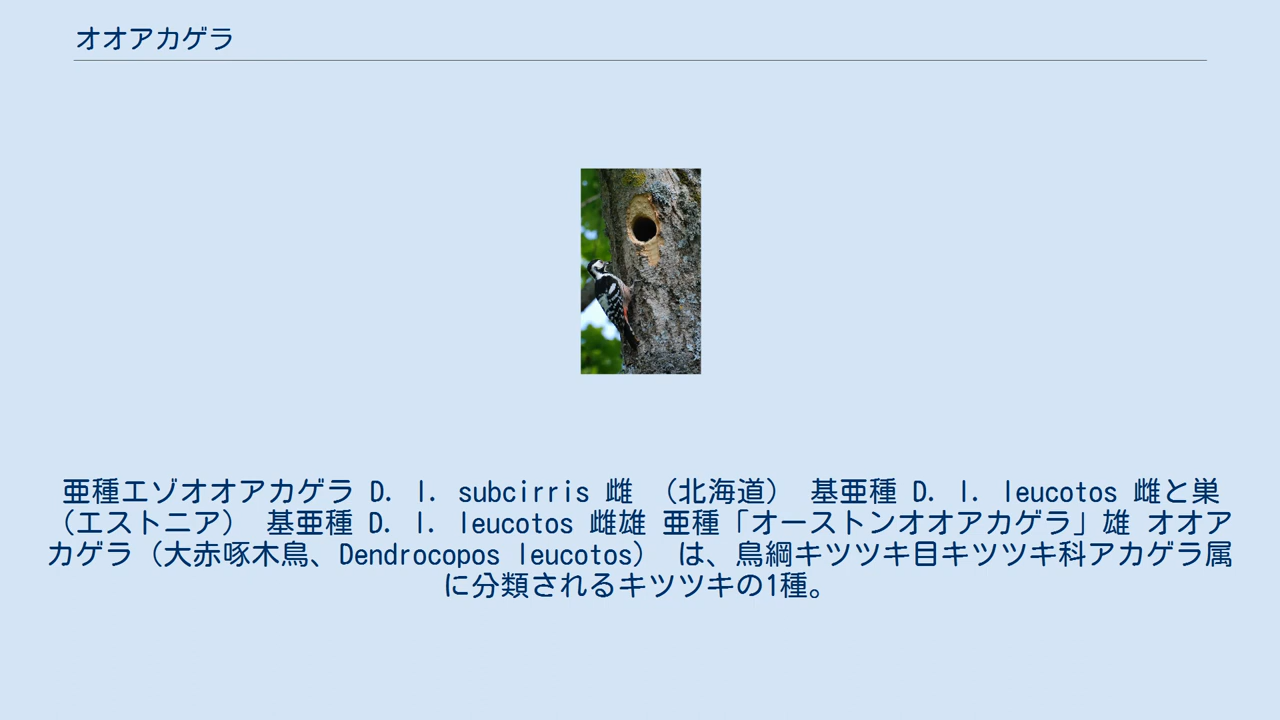 オオアカゲラ
亜種エゾオオアカゲラ D. l. subcirris 雌 （北海道） 基亜種 D. l. leucotos 雌と巣
（エストニア） 基亜種 D. l. leucotos 雌雄 亜種「オーストンオオアカゲラ」雄 オオア
カゲラ（大赤啄木鳥、Dendrocopos leucotos） は、鳥綱キツツキ目キツツキ科アカゲラ属
に分類されるキツツキの1種。